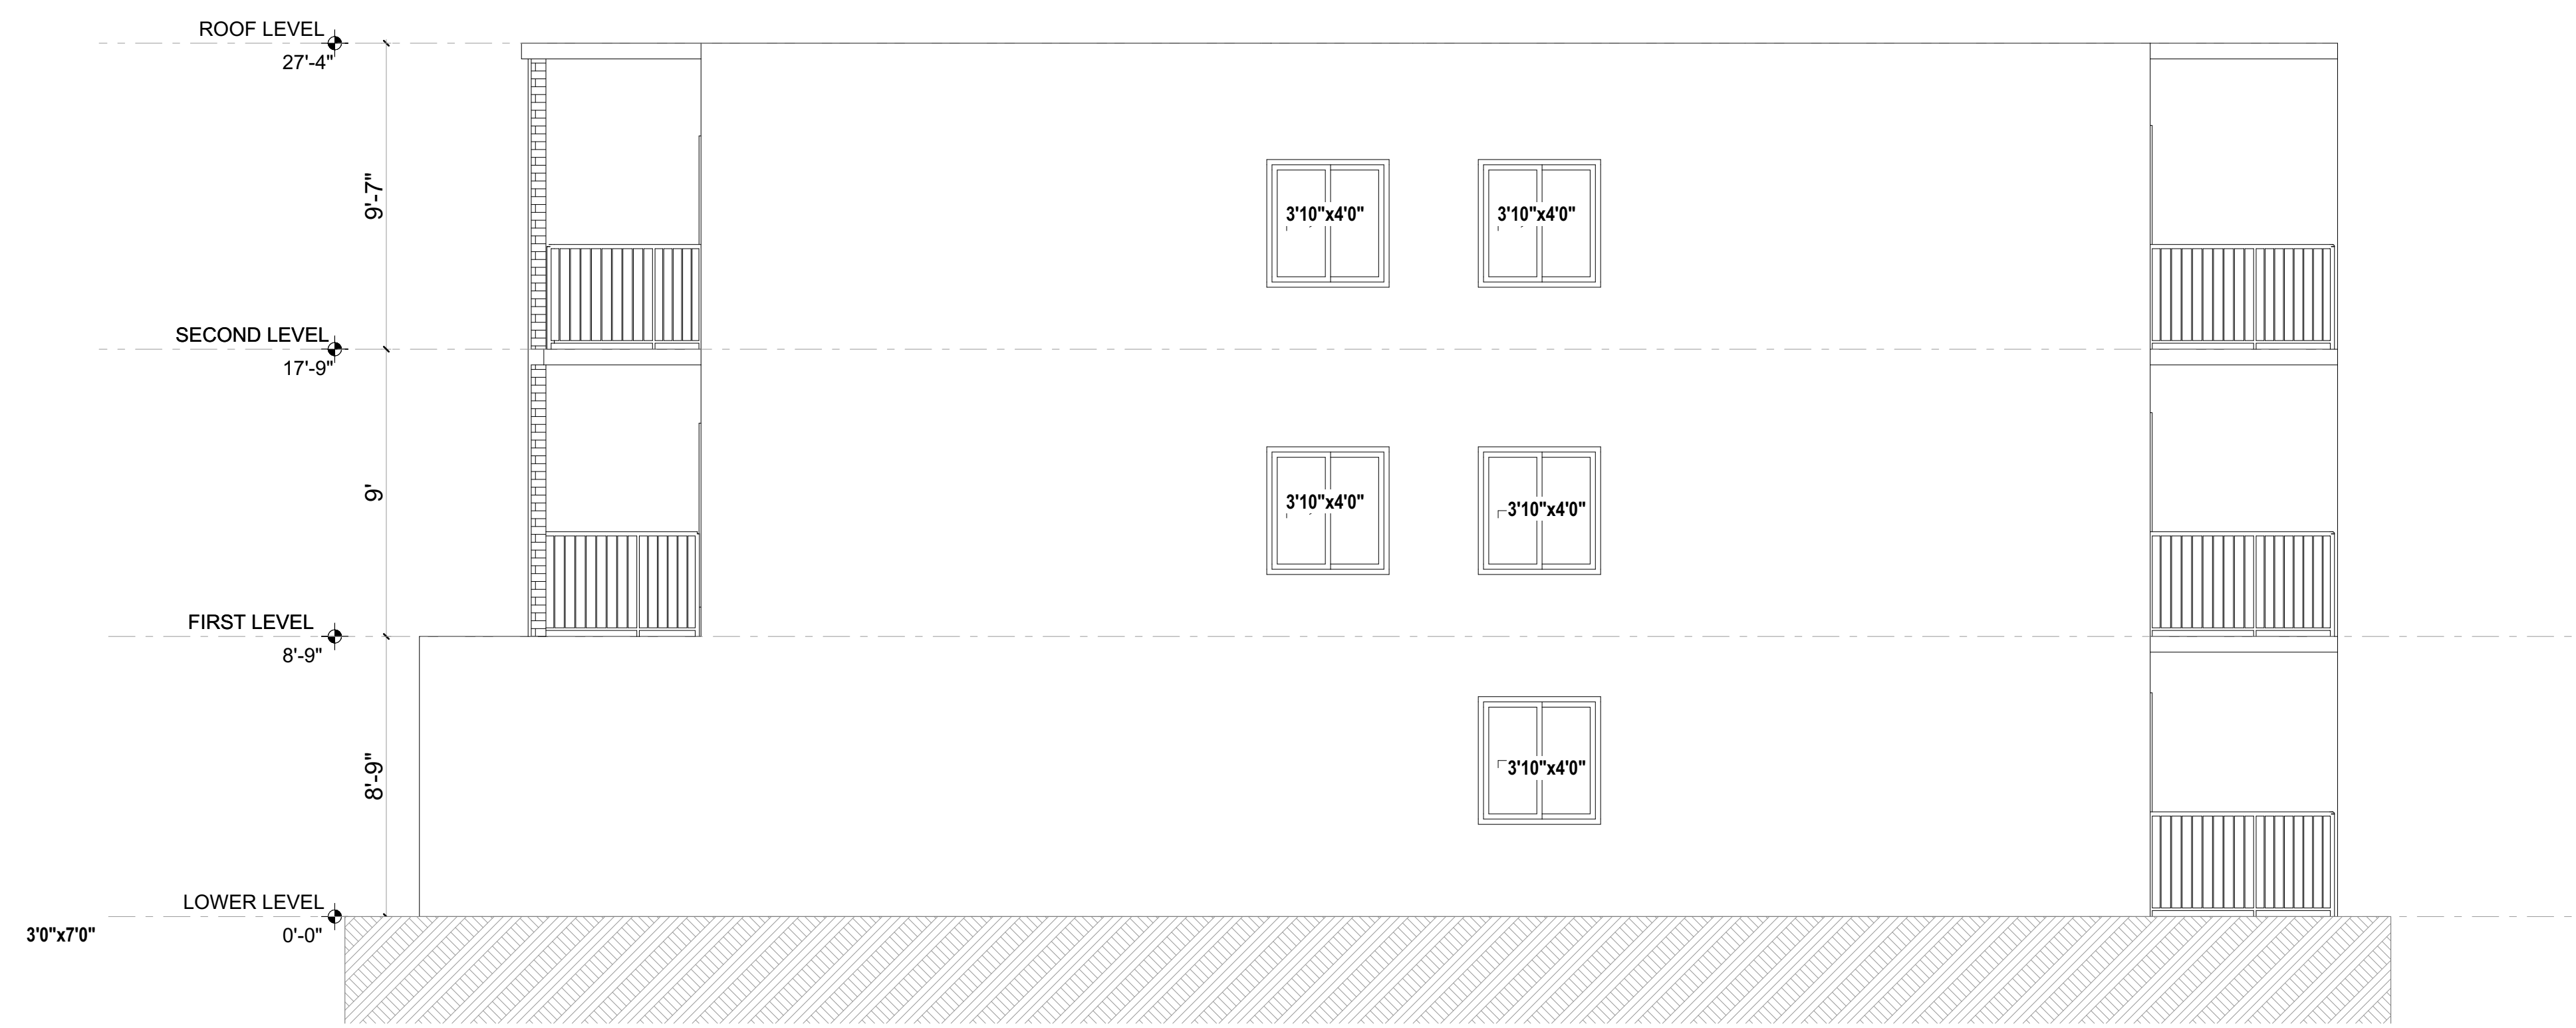 ROOF LEVEL
27'-4"
9'-7"
3'10"x4'0"
3'10"x4'0"
SECOND LEVEL
17'-9"
9'
3'10"x4'0"
3'10"x4'0"
FIRST LEVEL
8'-9"
8'-9"
3'10"x4'0"
LOWER LEVEL
0'-0"
3'0"x7'0"